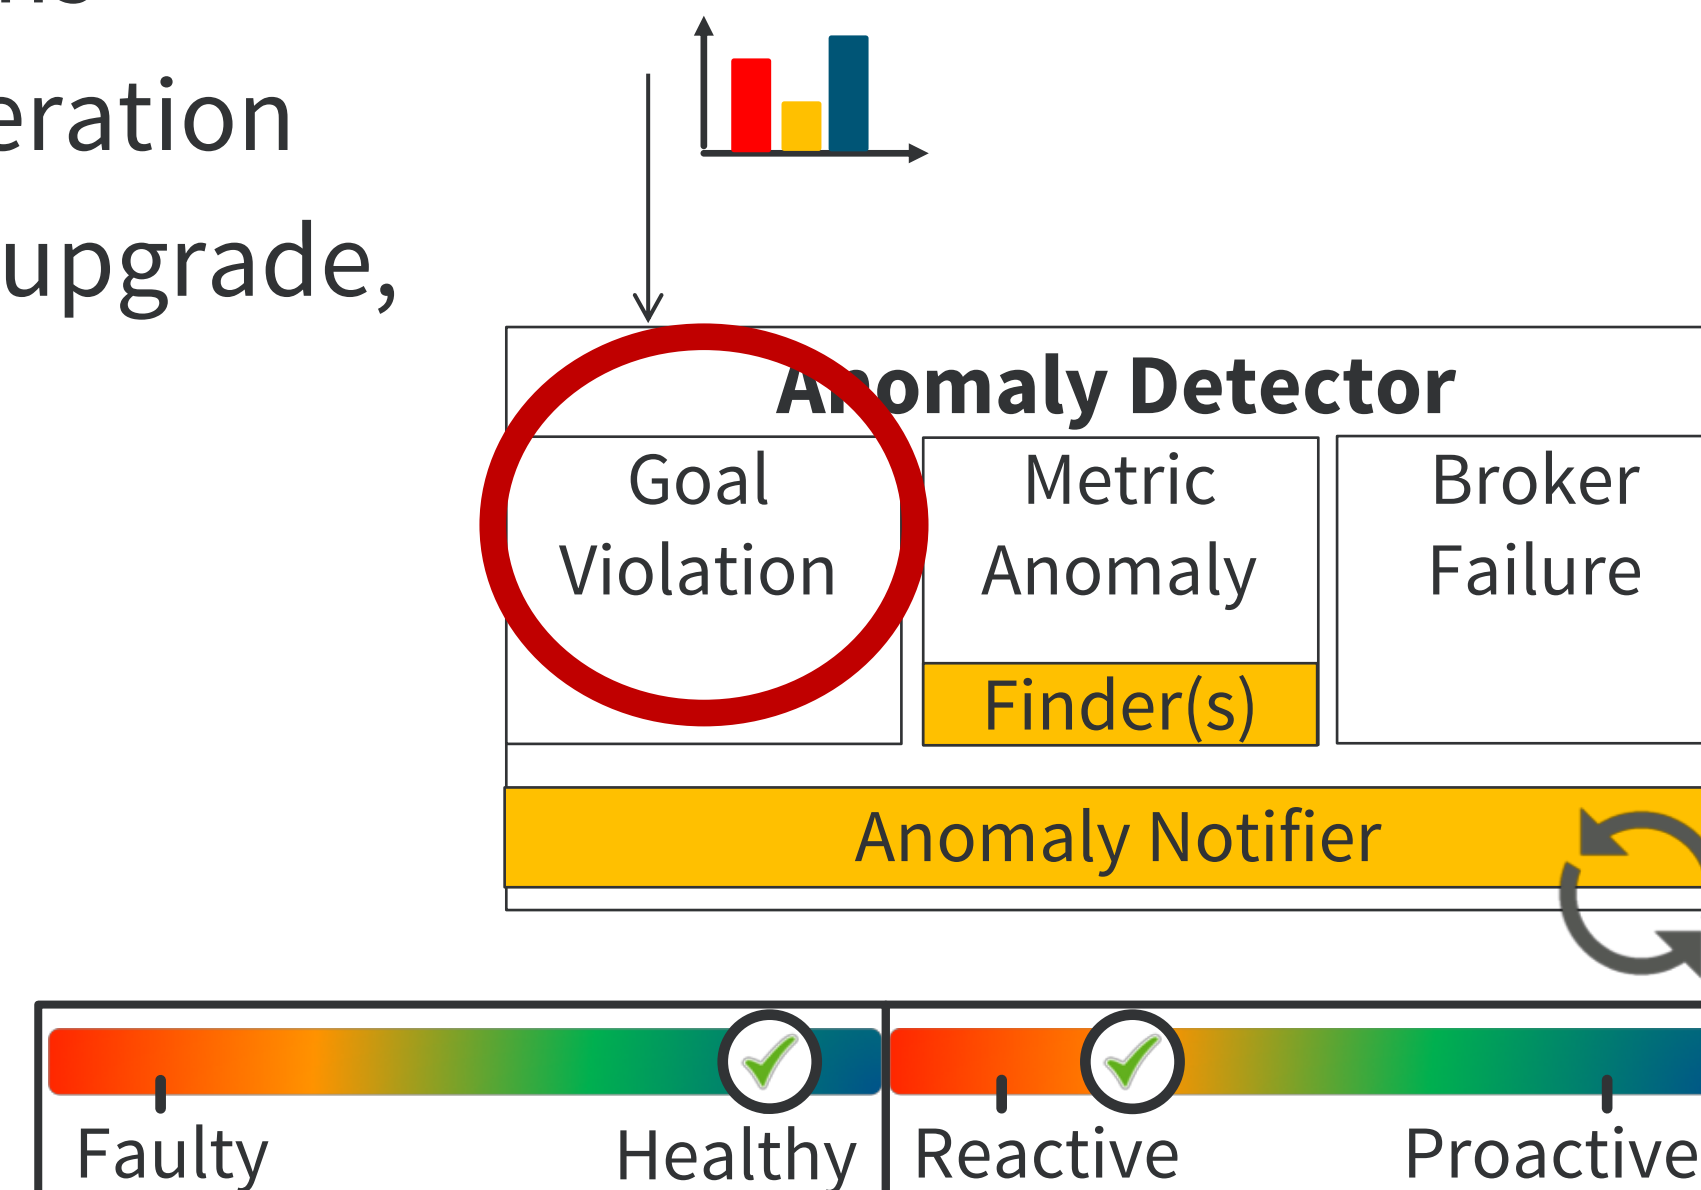 eration
upgrade,
Anomaly Detector
Goal
Violation
Metric
Anomaly
Finder(s)
Broker
Failure
Anomaly Notifier
Faulty
Healthy
Reactive
Proactive